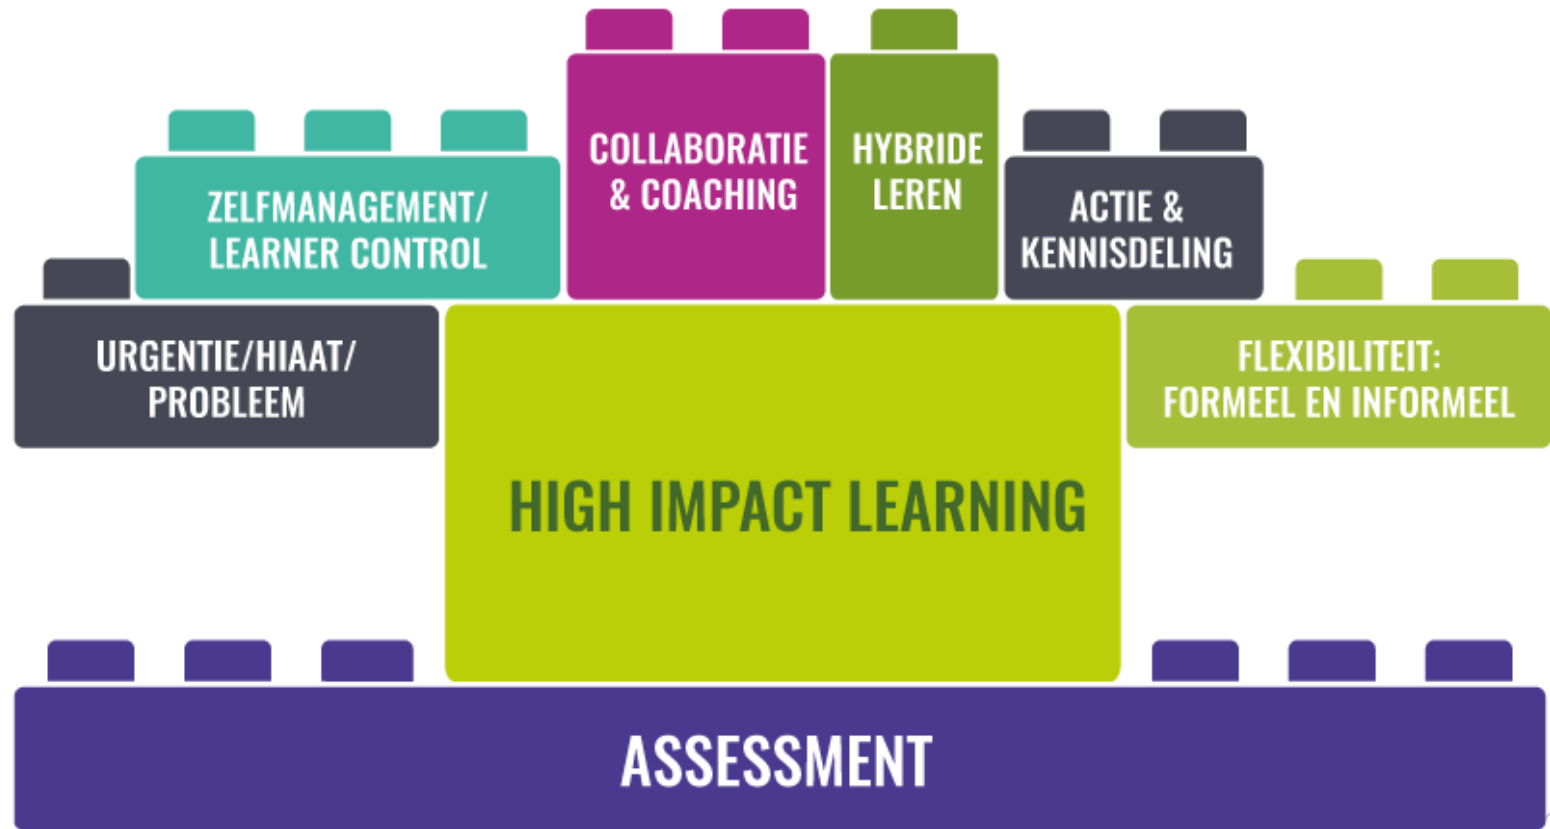 COLLABORATIE
& COACHING
HYBRIDE
LEREN
ZELFMANAGEMENT/
LEARNER CONTROL
ACTIE &
KENNISDELING
URGENTIE/HIAAT/
PROBLEEM
FLEXIBILITEIT:
FORMEEL EN INFORMEEL
HIGH IMPACT LEARNING
ASSESSMENT